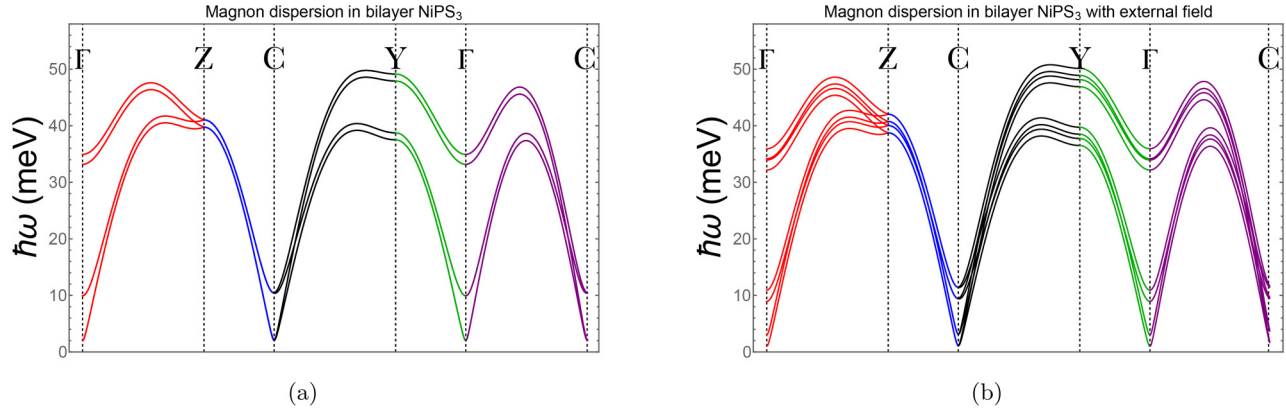 Magnon dispersion in bilayer NiPS₃
Γ Z C Y Γ C
50
40
30
20
10
0
ħω (meV)
(a)
Magnon dispersion in bilayer NiPS₃ with external field
Γ Z C Y Γ C
50
40
30
20
10
0
ħω (meV)
(b)